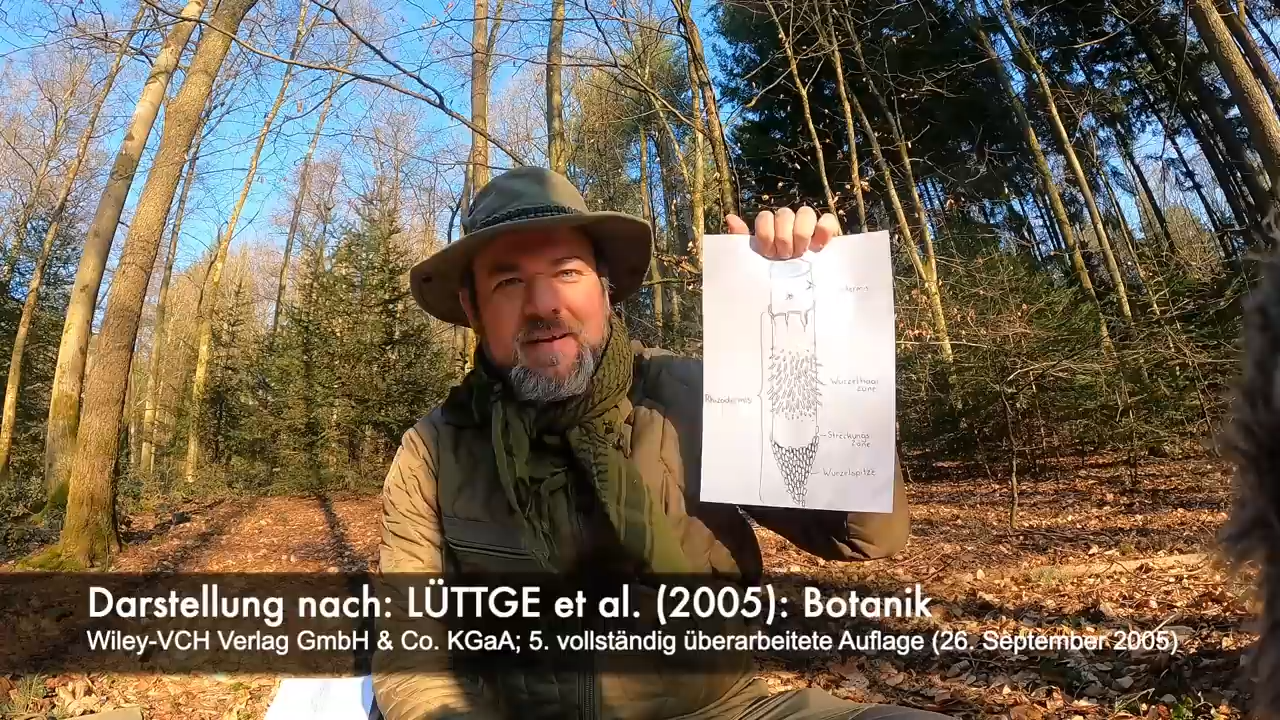 Wurzelhaar
zone
Rhizodermis
Streckungs
zone
Wurzelspitze
Darstellung nach: LÜTTGE et al. (2005): Botanik
Wiley-VCH Verlag GmbH & Co. KGaA; 5. vollständig überarbeitete Auflage (26. September 2005)